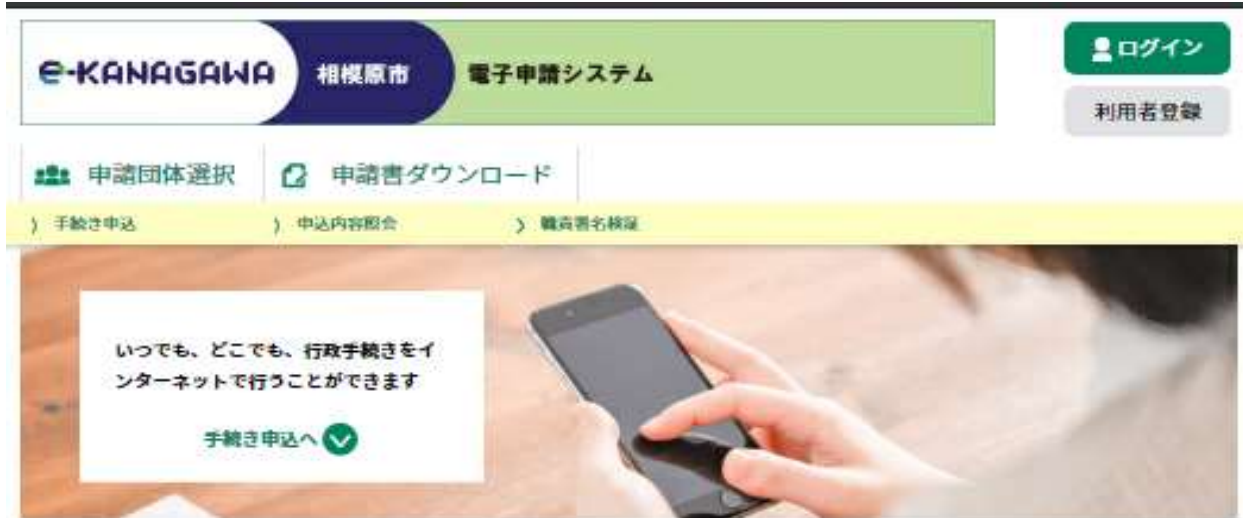 e-KANAGAWA 相模原市 電子申請システム
ログイン
利用者登録
申請団体選択 申請書ダウンロード
手続き申込 申込内容照会 職責署名検証
いつでも、どこでも、行政手続きをイ
ンターネットで行うことができます
手続き申込へ